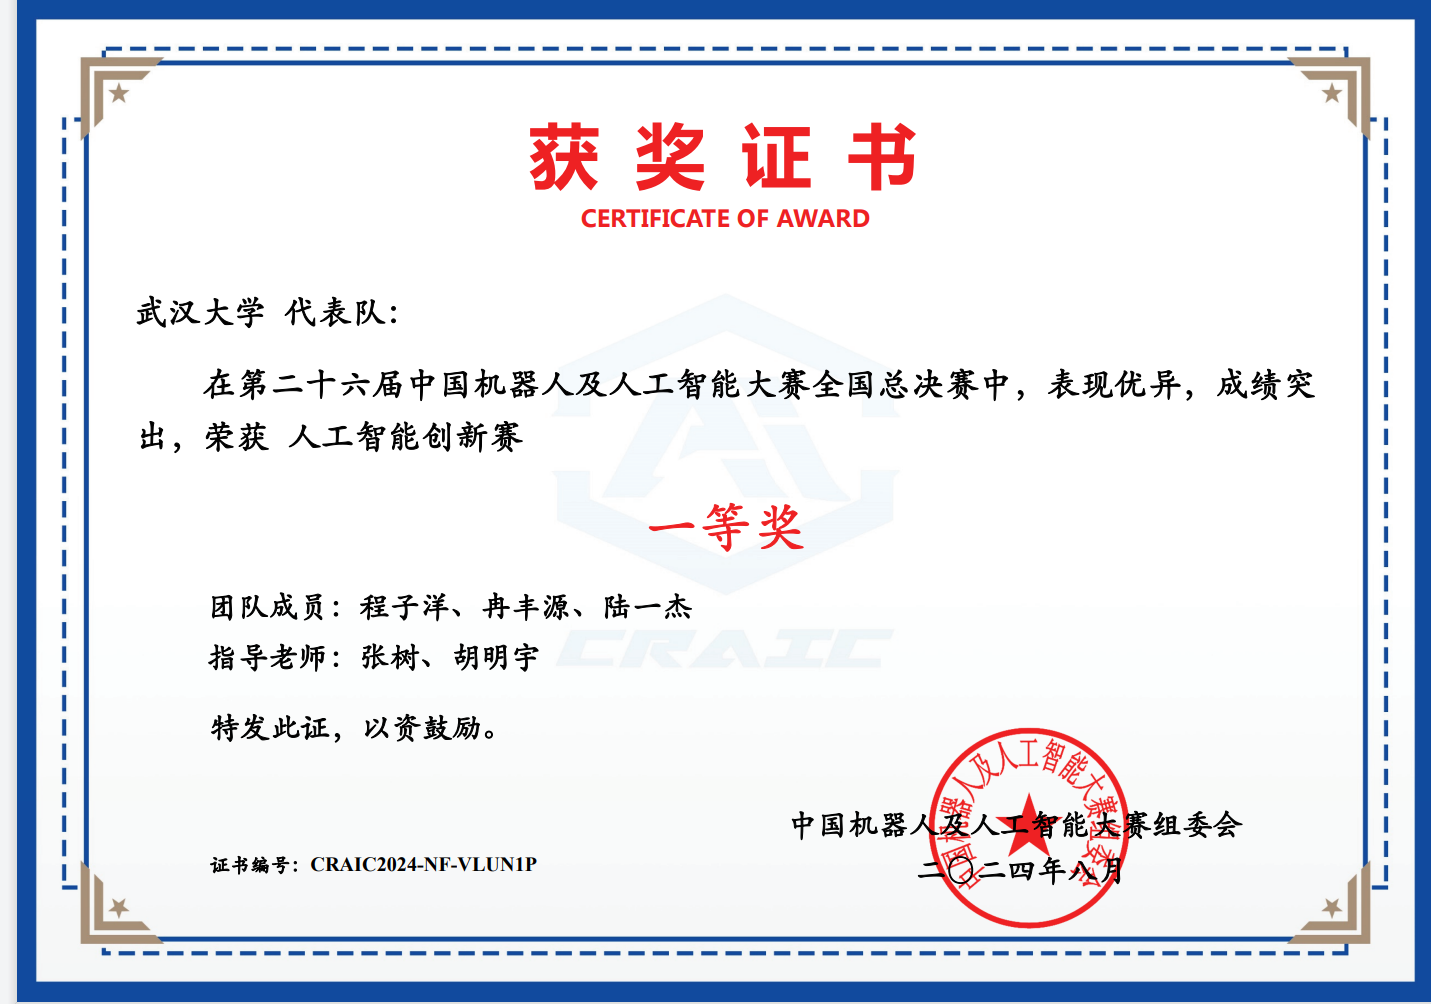 获奖证书
CERTIFICATE OF AWARD
武汉大学 代表队：
在第二十六届中国机器人及人工智能大赛全国总决赛中，表现优异，成绩突
出，荣获 人工智能创新赛
一等奖
团队成员：程子洋、冉丰源、陆一杰
指导老师：张树、胡明宇
CRAIC
特发此证，以资鼓励。
中国机器人及人工智能大赛组委会
中国机器人及人工智能大赛组委会
二〇二四年八月
证书编号：CRAIC2024-NF-VLUN1P